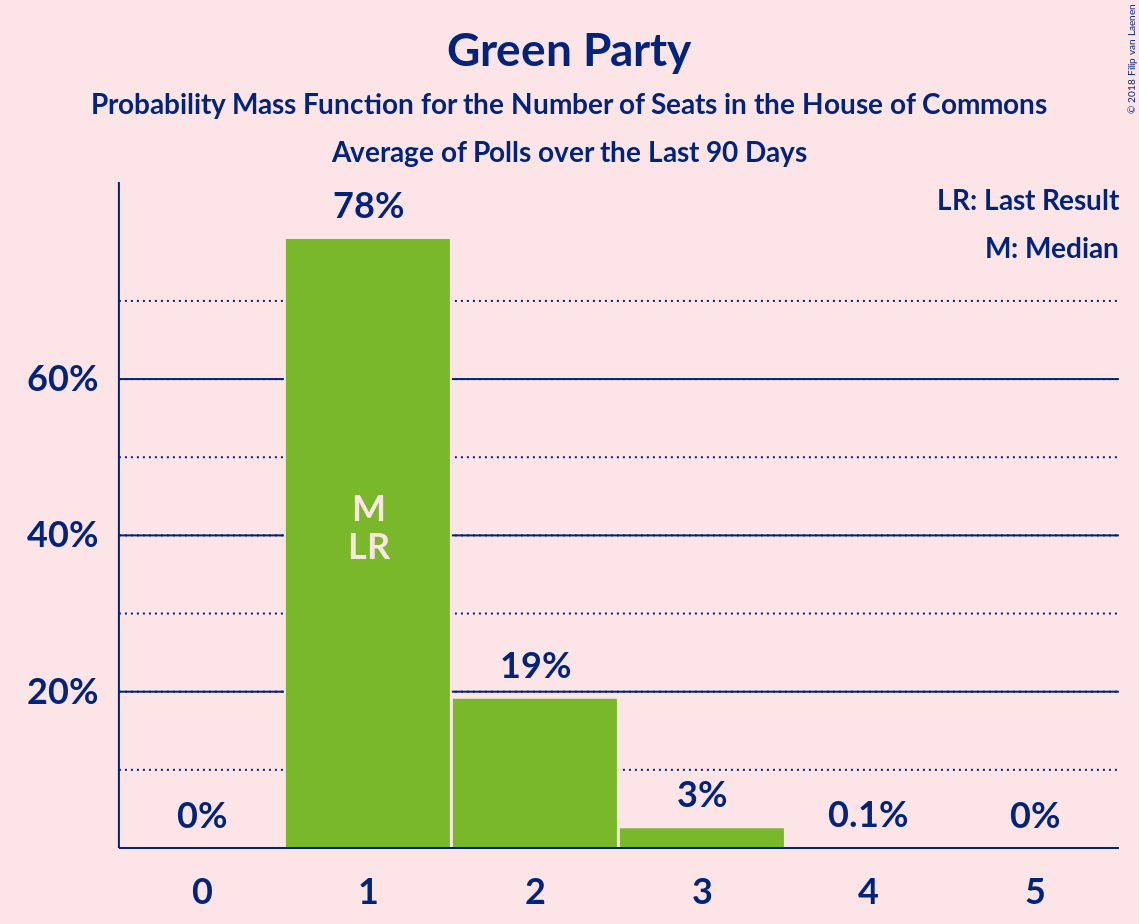 Green Party
Probability Mass Function for the Number of Seats in the House of Commons
Average of Polls over the Last 90 Days
© 2018 Filip van Laenen
LR: Last Result
M: Median
78%
60%
40%
20%
M
LR
19%
3%
0%
0.1%
0%
0 1 2 3 4 5